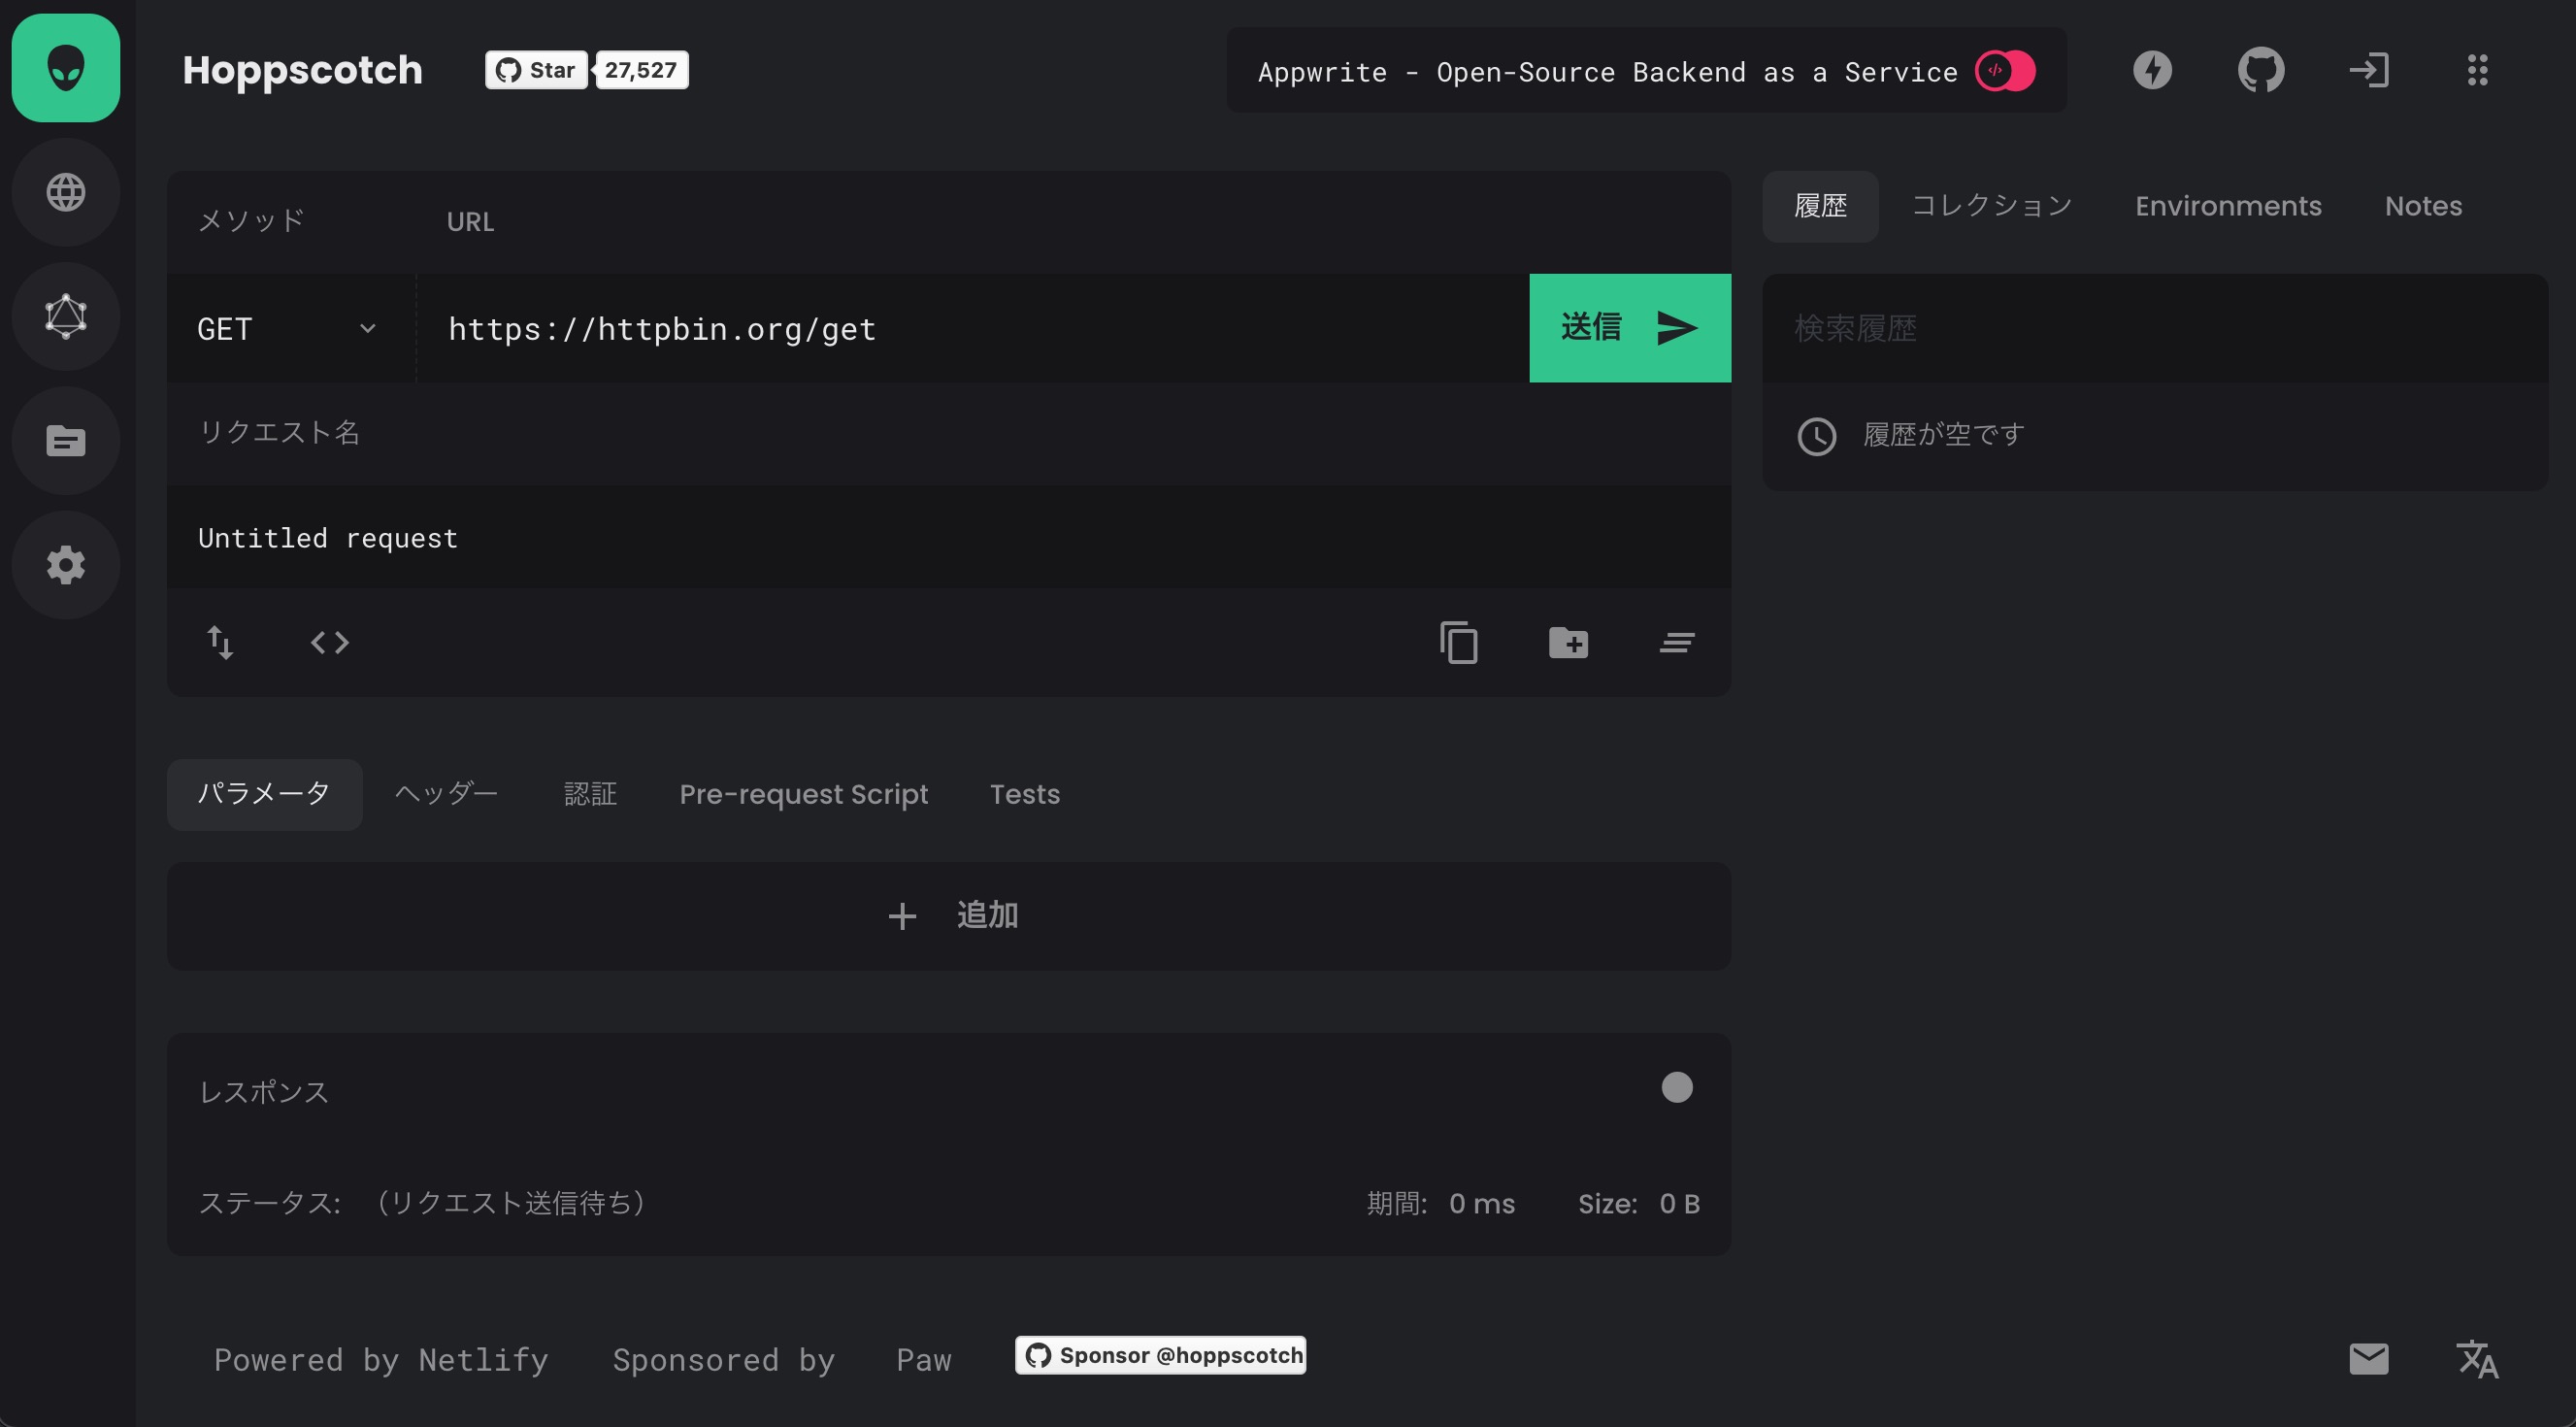 Hoppscotch
Star
27,527
Appwrite - Open-Source Backend as a Service
メソッド
URL
GET
https://httpbin.org/get
送信
リクエスト名
Untitled request
パラメータ
ヘッダー
認証
Pre-request Script
Tests
追加
レスポンス
ステータス:
（リクエスト送信待ち）
期間:
0 ms
Size:
0 B
履歴
コレクション
Environments
Notes
検索履歴
履歴が空です
Powered by Netlify
Sponsored by
Paw
Sponsor @hoppscotch